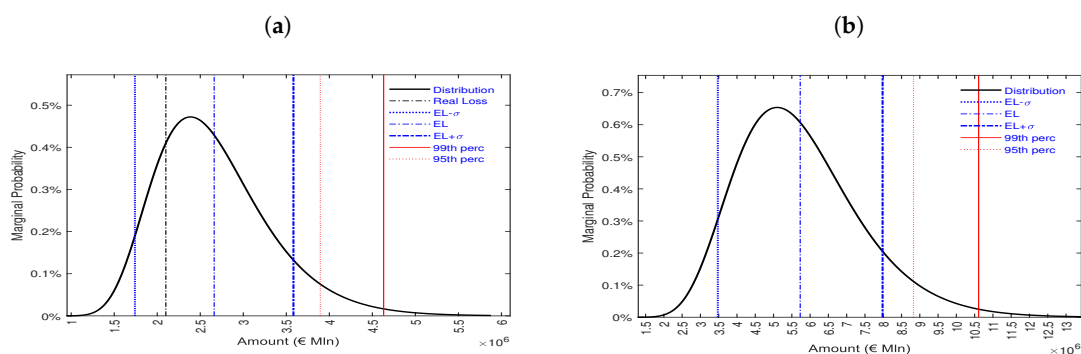 (a)
Marginal Probability
0.5%
0.4%
0.3%
0.2%
0.1%
0%
Distribution
Real Loss
EL-σ
EL
EL+σ
99th perc
95th perc
1 1.5 2 2.5 3 3.5 4 4.5 5 5.5 6
Amount (€ Mln)
×10⁶
(b)
Marginal Probability
0.7%
0.6%
0.5%
0.4%
0.3%
0.2%
0.1%
0%
Distribution
EL-σ
EL
EL+σ
99th perc
95th perc
1.5 2 2.5 3 3.5 4 4.5 5 5.5 6 6.5 7 7.5 8 8.5 9 9.5 10 10.5 11 11.5 12 12.5 13
Amount (€ Mln)
×10⁶